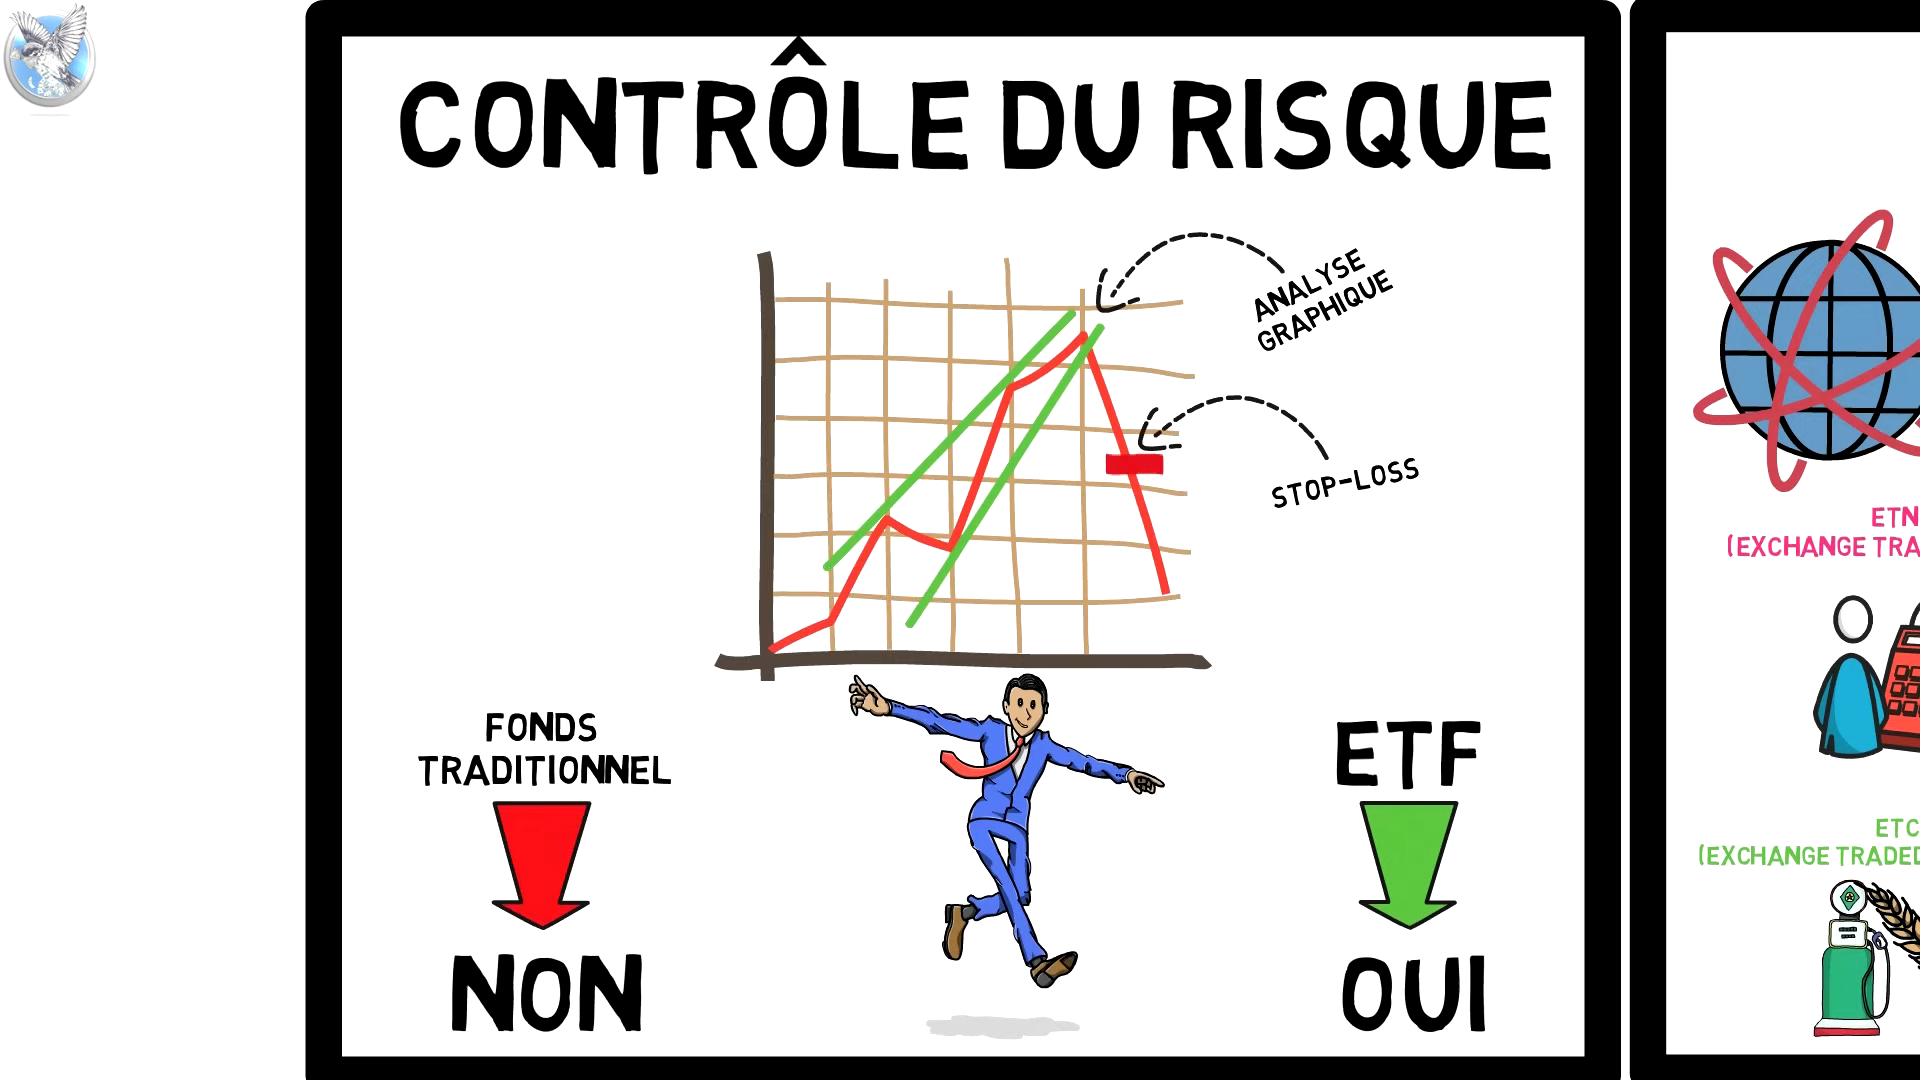 CONTRÔLE DU RISQUE
ANALYSE
GRAPHIQUE
STOP-LOSS
FONDS
TRADITIONNEL
NON
ETF
OUI
ETN
(EXCHANGE TRA
ETC
(EXCHANGE TRADED